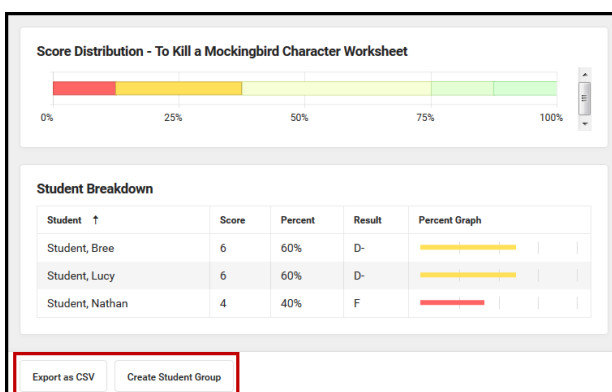 Score Distribution - To Kill a Mockingbird Character Worksheet
0% 25% 50% 75% 100%
Student Breakdown
Student ↑ Score Percent Result Percent Graph
Student, Bree 6 60% D-
Student, Lucy 6 60% D-
Student, Nathan 4 40% F
Export as CSV Create Student Group